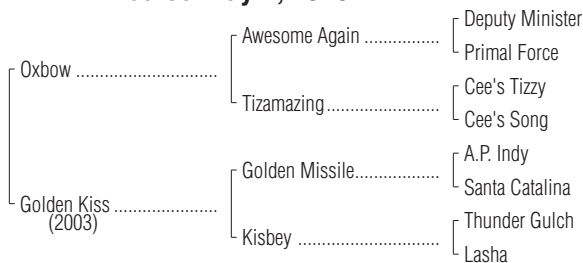 Deputy Minister
Awesome Again
Primal Force
Oxbow
Cee's Tizzy
Tizamazing
Cee's Song
A.P. Indy
Golden Missile
Santa Catalina
Golden Kiss
(2003)
Thunder Gulch
Kisbey
Lasha